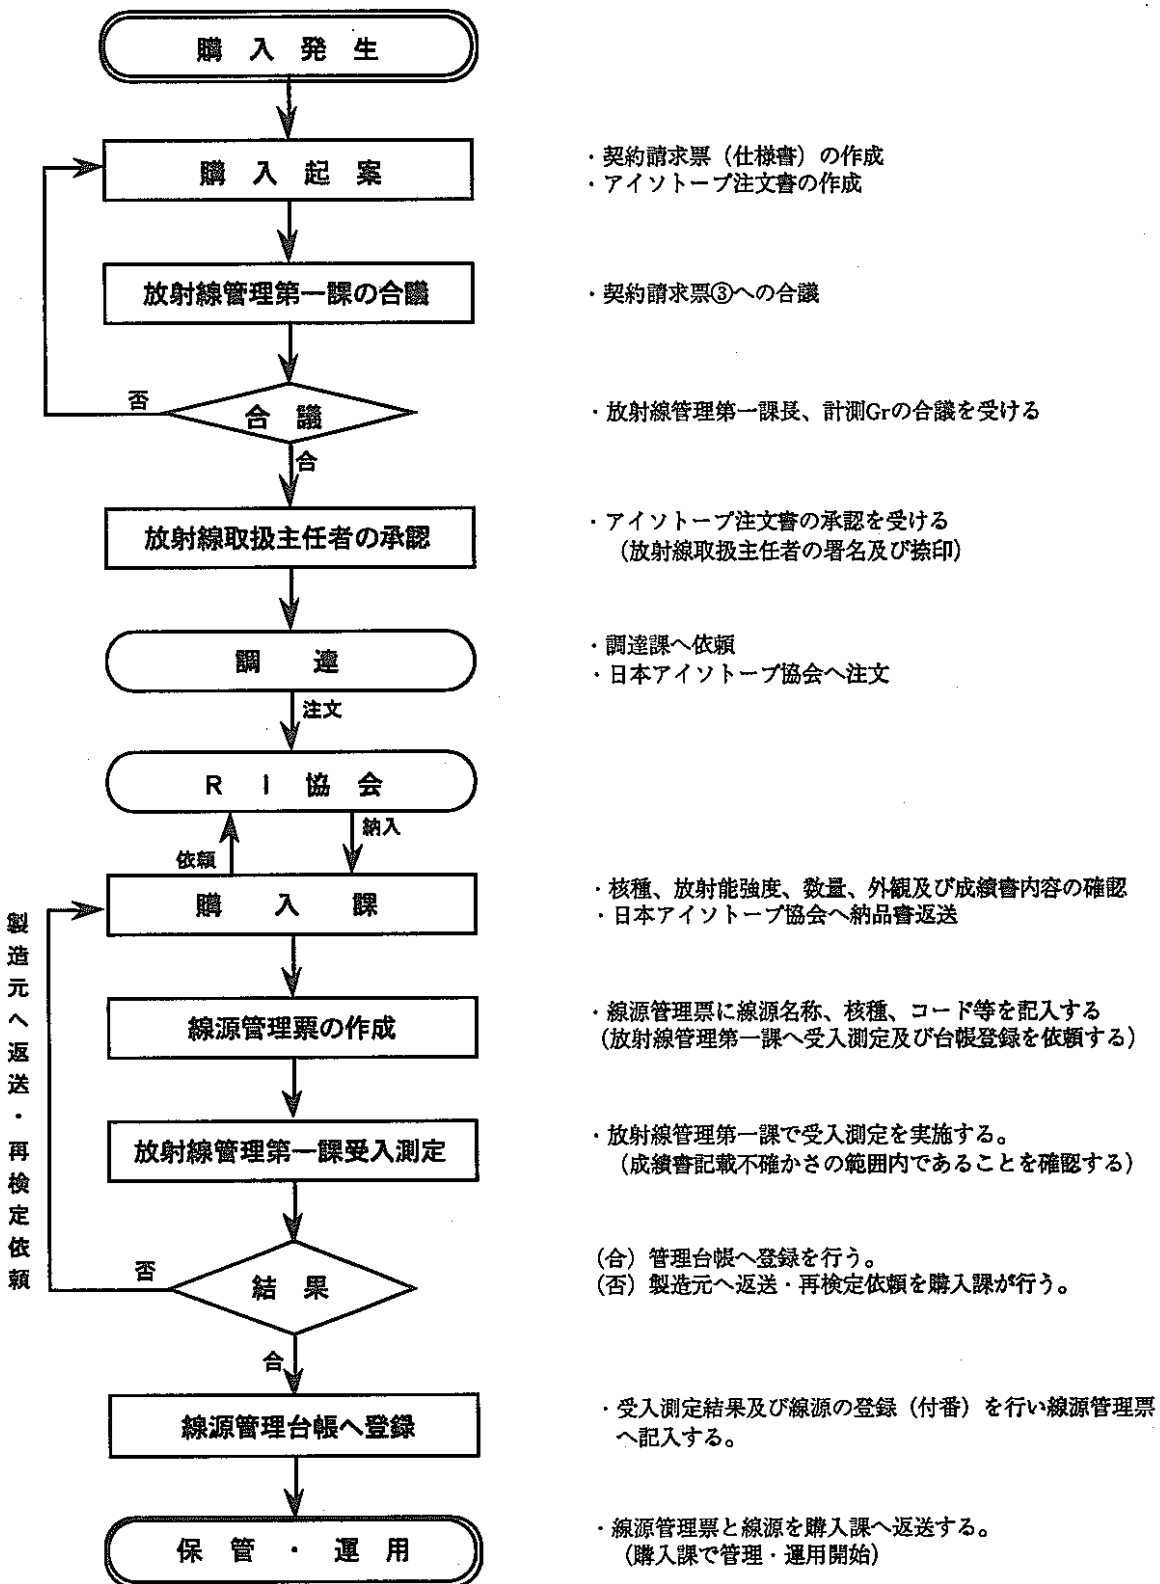 購入発生
購入起案
・契約請求票（仕様書）の作成
・アイソトープ注文書の作成
放射線管理第一課の合議
・契約請求票③への合議
否
合議
・放射線管理第一課長、計測Grの合議を受ける
合
放射線取扱主任者の承認
・アイソトープ注文書の承認を受ける
（放射線取扱主任者の署名及び捺印）
調達
・調達課へ依頼
・日本アイソトープ協会へ注文
注文
RI協会
依頼
納入
購入課
・核種、放射能強度、数量、外観及び成績書内容の確認
・日本アイソトープ協会へ納品書返送
製造元へ返送・再検定依頼
線源管理票の作成
・線源管理票に線源名称、核種、コード等を記入する
（放射線管理第一課へ受入測定及び台帳登録を依頼する）
放射線管理第一課受入測定
・放射線管理第一課で受入測定を実施する。
（成績書記載不確かさの範囲内であることを確認する）
否
結果
（合）管理台帳へ登録を行う。
（否）製造元へ返送・再検定依頼を購入課が行う。
合
線源管理台帳へ登録
・受入測定結果及び線源の登録（付番）を行い線源管理票
へ記入する。
保管・運用
・線源管理票と線源を購入課へ返送する。
（購入課で管理・運用開始）